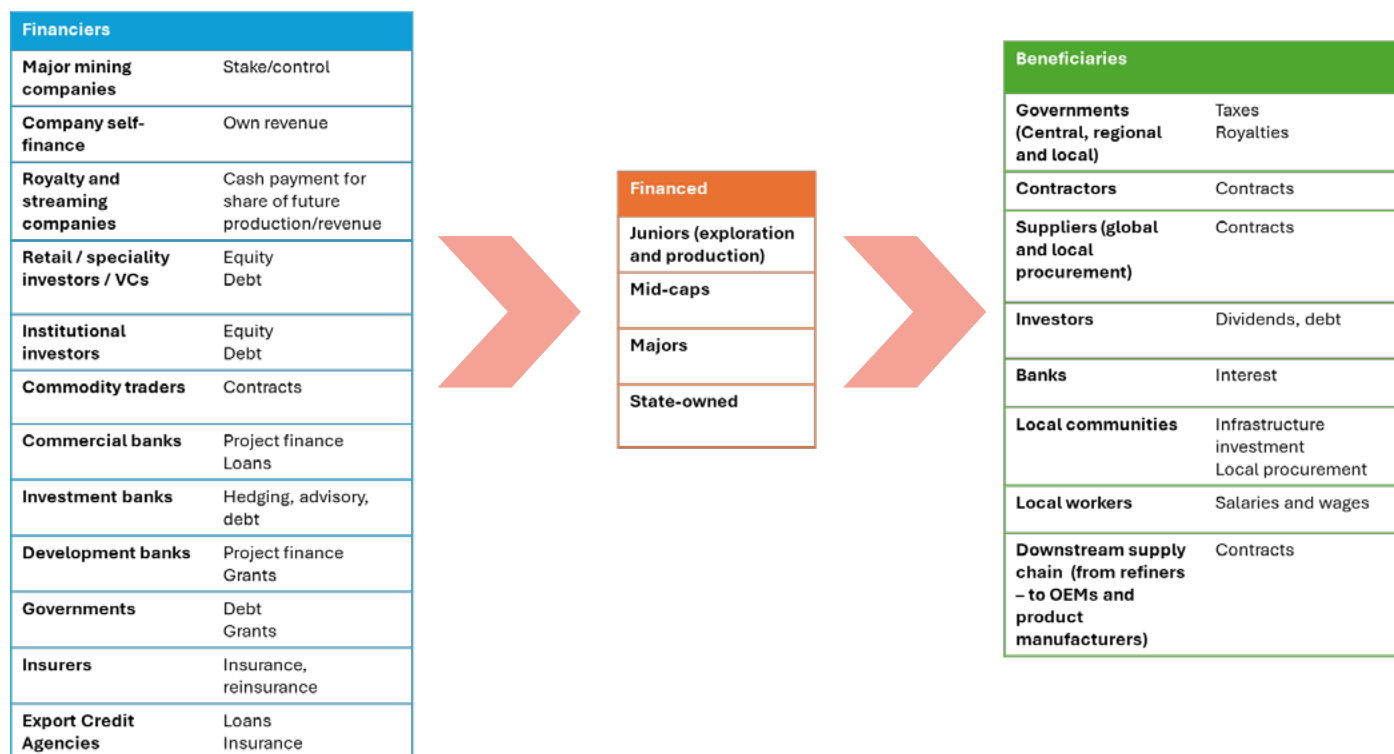 Financiers
Major mining Stake/control
companies
Company self- Own revenue
finance
Royalty and Cash payment for
streaming share of future
companies production/revenue
Retail / speciality Equity
investors / VCs Debt
Institutional Equity
investors Debt
Commodity traders Contracts
Commercial banks Project finance
Loans
Investment banks Hedging, advisory,
debt
Development banks Project finance
Grants
Governments Debt
Grants
Insurers Insurance,
reinsurance
Export Credit Loans
Agencies Insurance
Financed
Juniors (exploration
and production)
Mid-caps
Majors
State-owned
Beneficiaries
Governments Taxes
(Central, regional Royalties
and local)
Contractors Contracts
Suppliers (global Contracts
and local
procurement)
Investors Dividends, debt
Banks Interest
Local communities Infrastructure
investment
Local procurement
Local workers Salaries and wages
Downstream supply Contracts
chain (from refiners
– to OEMs and
product
manufacturers)